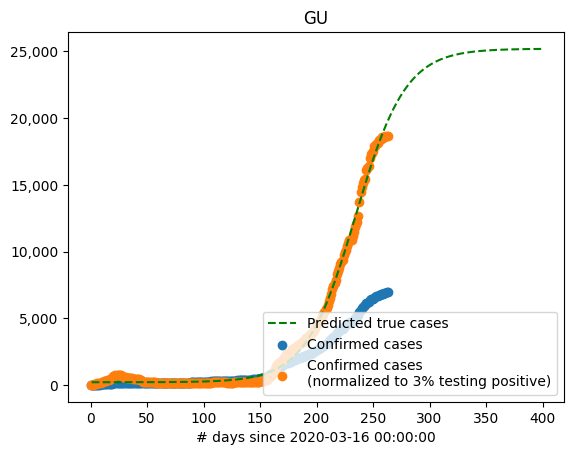 GU
25,000
20,000
15,000
10,000
5,000
0
Predicted true cases
Confirmed cases
Confirmed cases
(normalized to 3% testing positive)
0 50 100 150 200 250 300 350 400
# days since 2020-03-16 00:00:00